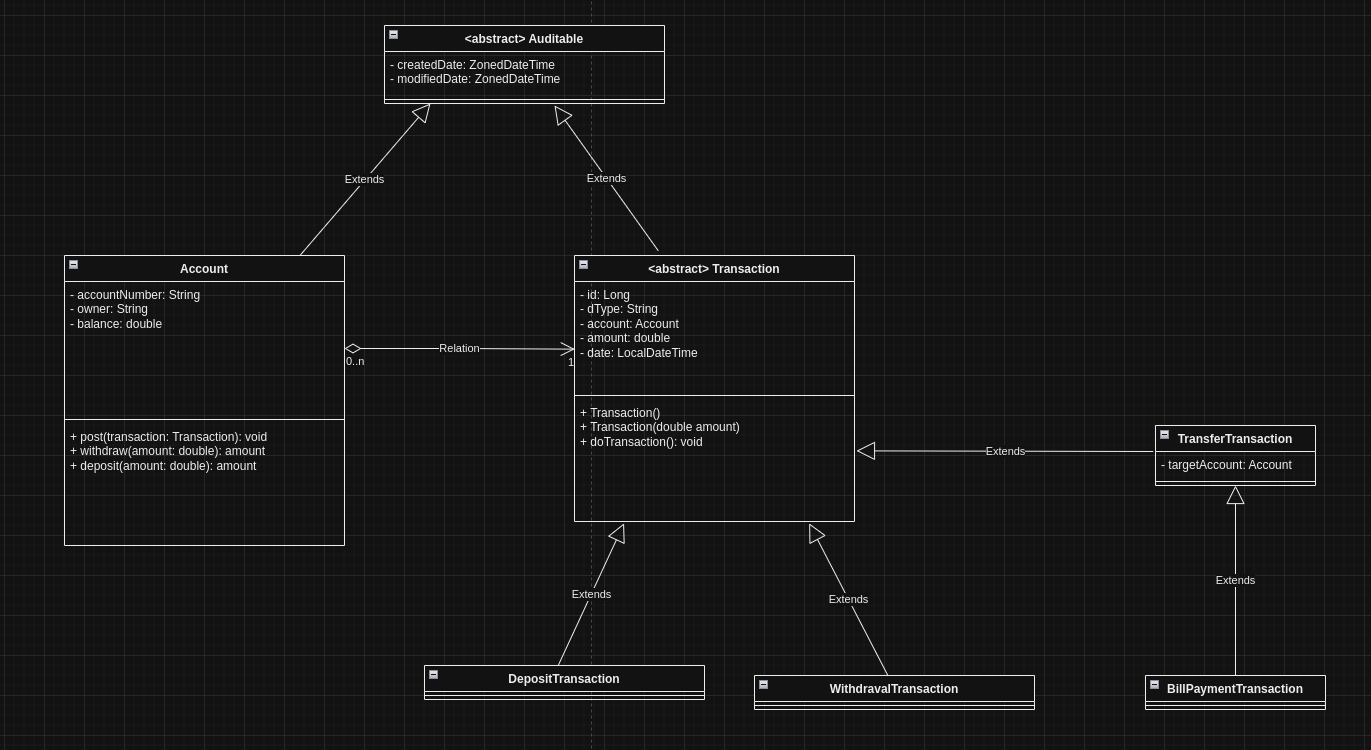 <abstract> Auditable
- createdDate: ZonedDateTime
- modifiedDate: ZonedDateTime
Extends
Extends
Account
- accountNumber: String
- owner: String
- balance: double
+ post(transaction: Transaction): void
+ withdraw(amount: double): amount
+ deposit(amount: double): amount
Relation
0..n
1
<abstract> Transaction
- id: Long
- dType: String
- account: Account
- amount: double
- date: LocalDateTime
+ Transaction()
+ Transaction(double amount)
+ doTransaction(): void
Extends
TransferTransaction
- targetAccount: Account
Extends
Extends
Extends
DepositTransaction
WithdravalTransaction
BillPaymentTransaction